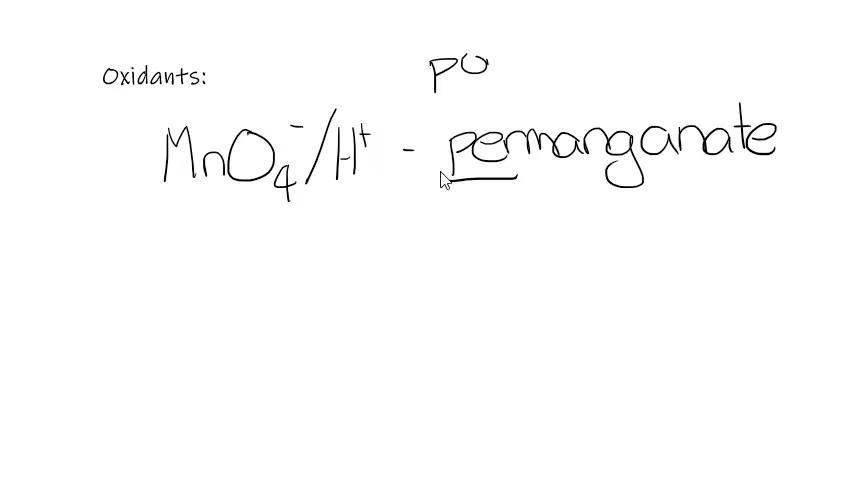 po
Oxidants:
MnO₄⁻/H⁺ - permanganate